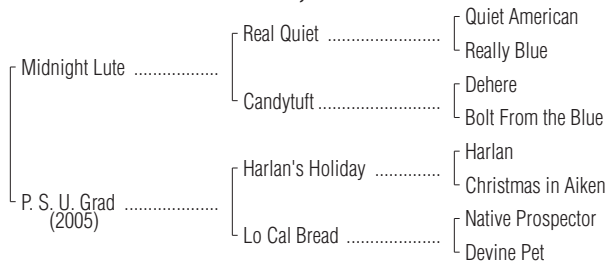 Quiet American
Real Quiet ..................
Really Blue
Midnight Lute ..................
Dehere
Candytuft..........................
Bolt From the Blue
Harlan
Harlan's Holiday ..............
Christmas in Aiken
P. S. U. Grad ....................
(2005)
Native Prospector
Lo Cal Bread ....................
Devine Pet